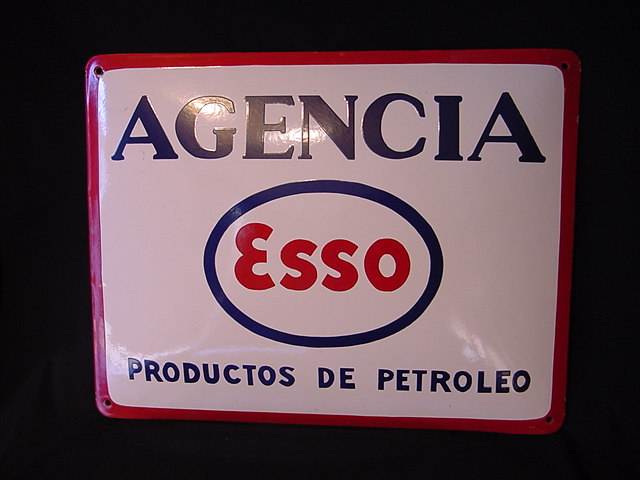 AGENCIA
Esso
PRODUCTOS DE PETROLEO